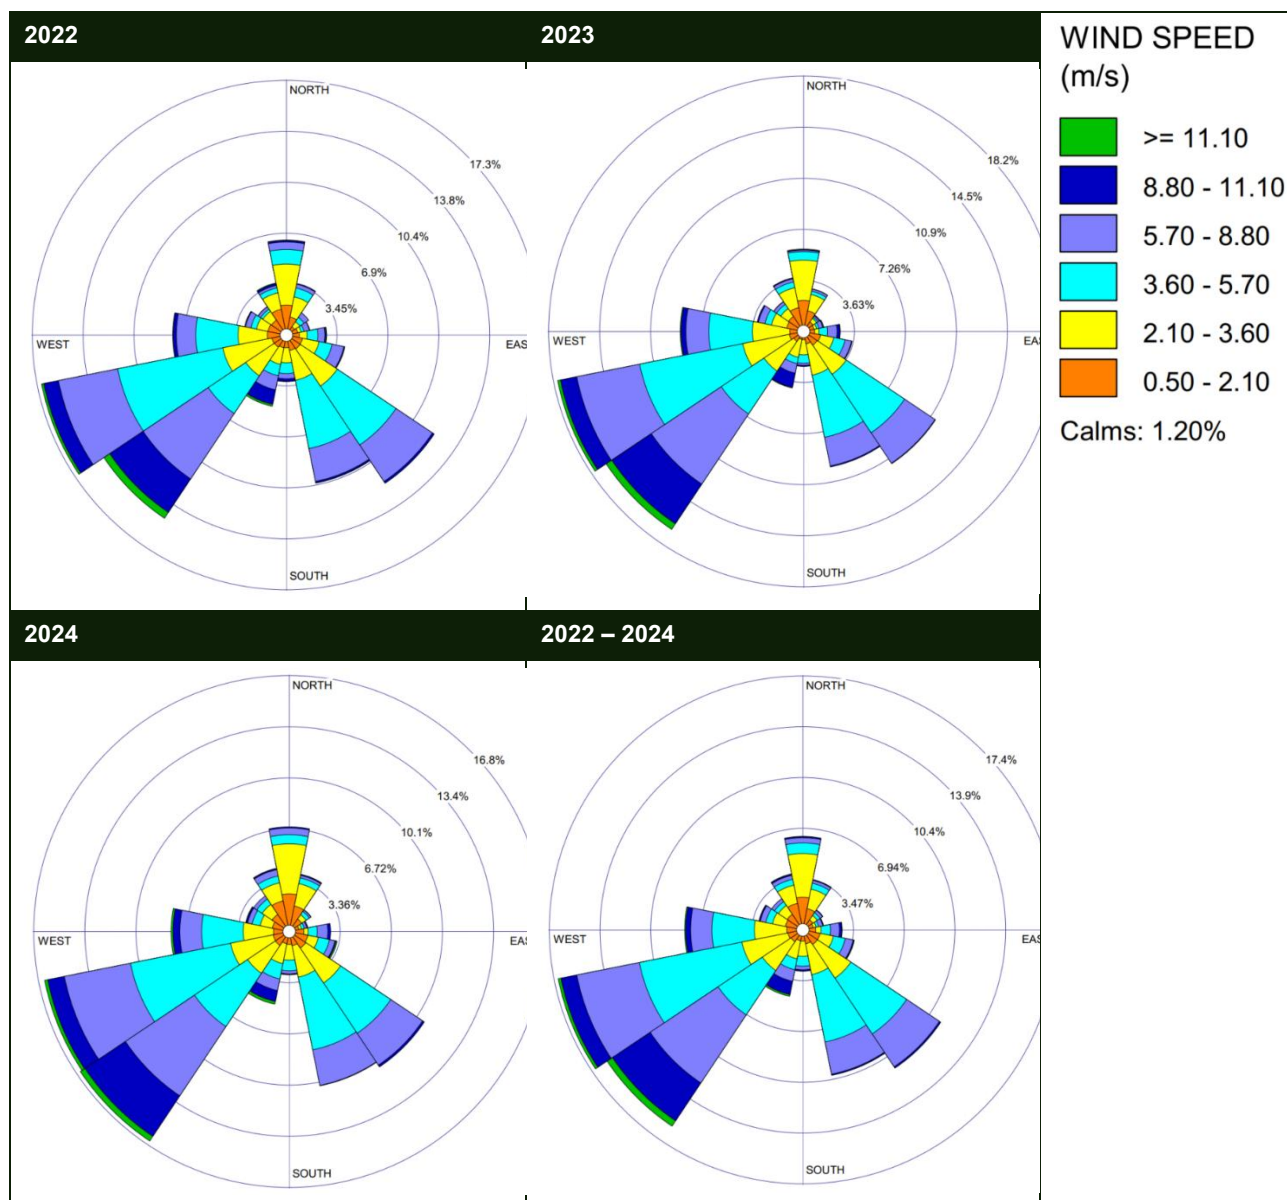 2022
2023
NORTH
17.3%
13.8%
10.4%
6.9%
3.45%
WEST
EAS
SOUTH
NORTH
18.2%
14.5%
10.9%
7.26%
3.63%
WEST
EA
SOUTH
WIND SPEED
(m/s)
>= 11.10
8.80 - 11.10
5.70 - 8.80
3.60 - 5.70
2.10 - 3.60
0.50 - 2.10
Calms: 1.20%
2024
2022 – 2024
NORTH
16.8%
13.4%
10.1%
6.72%
3.36%
WEST
EAS
SOUTH
NORTH
17.4%
13.9%
10.4%
6.94%
3.47%
WEST
EAS
SOUTH